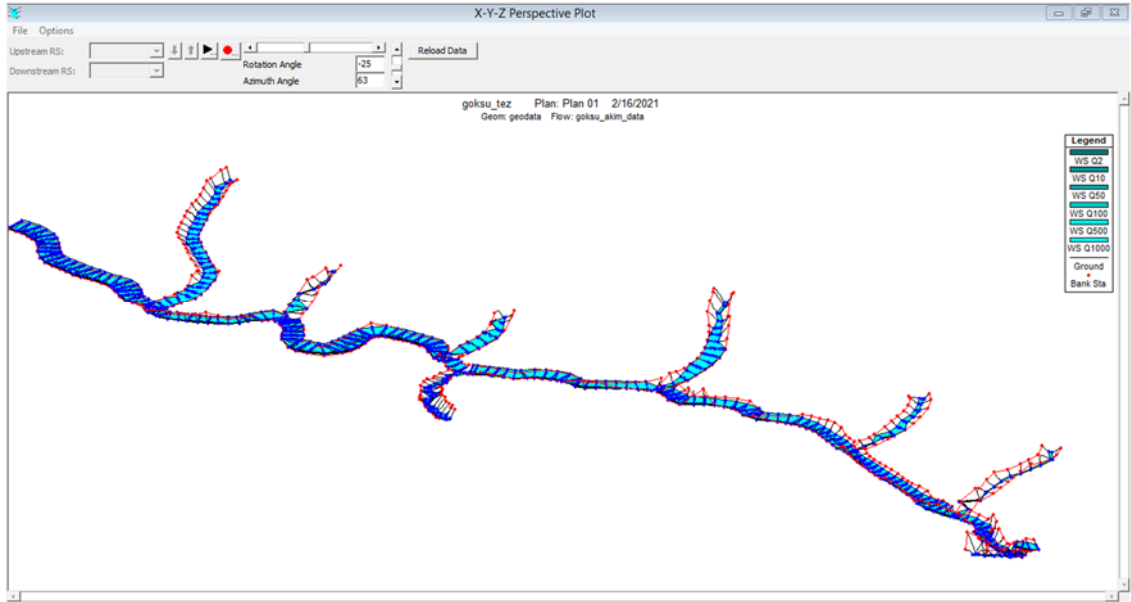 X-Y-Z Perspective Plot
File Options
Upstream RS:
Downstream RS:
Rotation Angle -25
Azimuth Angle 63
Reload Data
goksu_tez Plan: Plan 01 2/16/2021
Geom: geodata Flow: goksu_akim_data
Legend
WS Q2
WS Q10
WS Q50
WS Q100
WS Q500
WS Q1000
Ground
Bank Sta